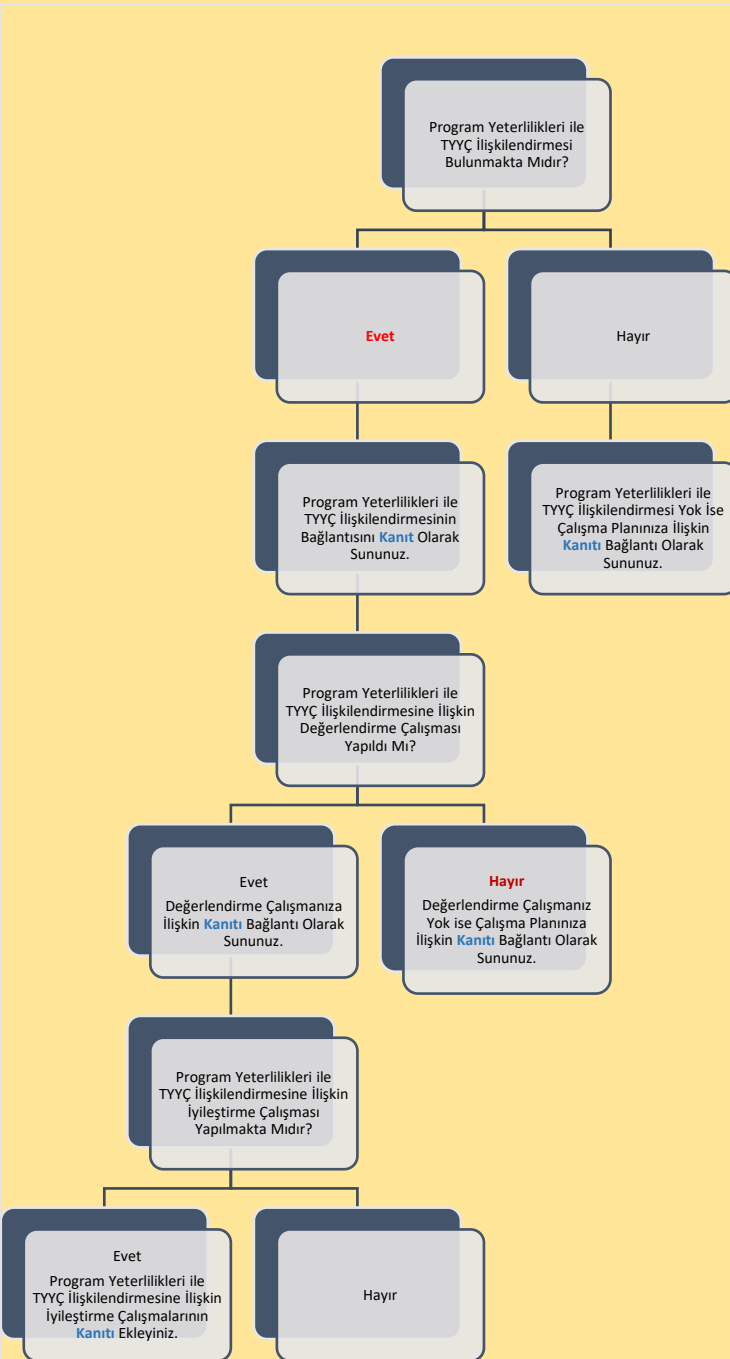 Program Yeterlilikleri ile
TYYÇ İlişkilendirmesi
Bulunmakta Mıdır?
Evet
Hayır
Program Yeterlilikleri ile
TYYÇ İlişkilendirmesinin
Bağlantısını Kanıt Olarak
Sununuz.
Program Yeterlilikleri ile
TYYÇ İlişkilendirmesi Yok İse
Çalışma Planınıza İlişkin
Kanıtı Bağlantı Olarak
Sununuz.
Program Yeterlilikleri ile
TYYÇ İlişkilendirmesine İlişkin
Değerlendirme Çalışması
Yapıldı Mı?
Evet
Değerlendirme Çalışmanıza
İlişkin Kanıtı Bağlantı Olarak
Sununuz.
Hayır
Değerlendirme Çalışmanız
Yok ise Çalışma Planınıza
İlişkin Kanıtı Bağlantı Olarak
Sununuz.
Program Yeterlilikleri ile
TYYÇ İlişkilendirmesine İlişkin
İyileştirme Çalışması
Yapılmakta Mıdır?
Evet
Program Yeterlilikleri ile
TYYÇ İlişkilendirmesine İlişkin
İyileştirme Çalışmalarının
Kanıtı Ekleyiniz.
Hayır